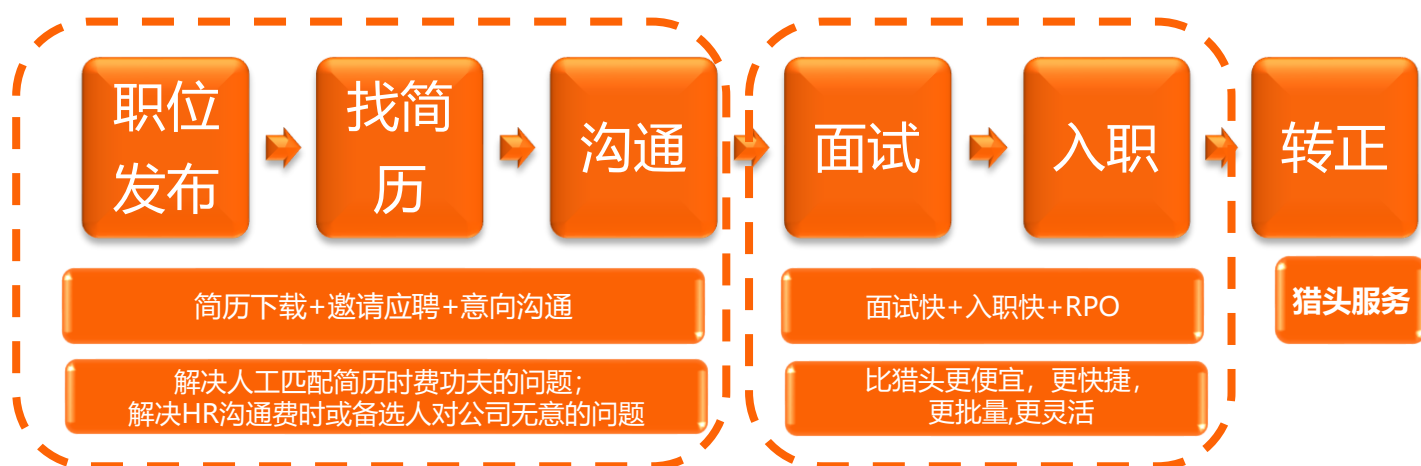 职位
发布
找简
历
沟通
面试
入职
转正
简历下载+邀请应聘+意向沟通
面试快+入职快+RPO
猎头服务
解决人工匹配简历时费功夫的问题；
解决HR沟通费时或备选人对公司无意的问题
比猎头更便宜，更快捷，
更批量,更灵活